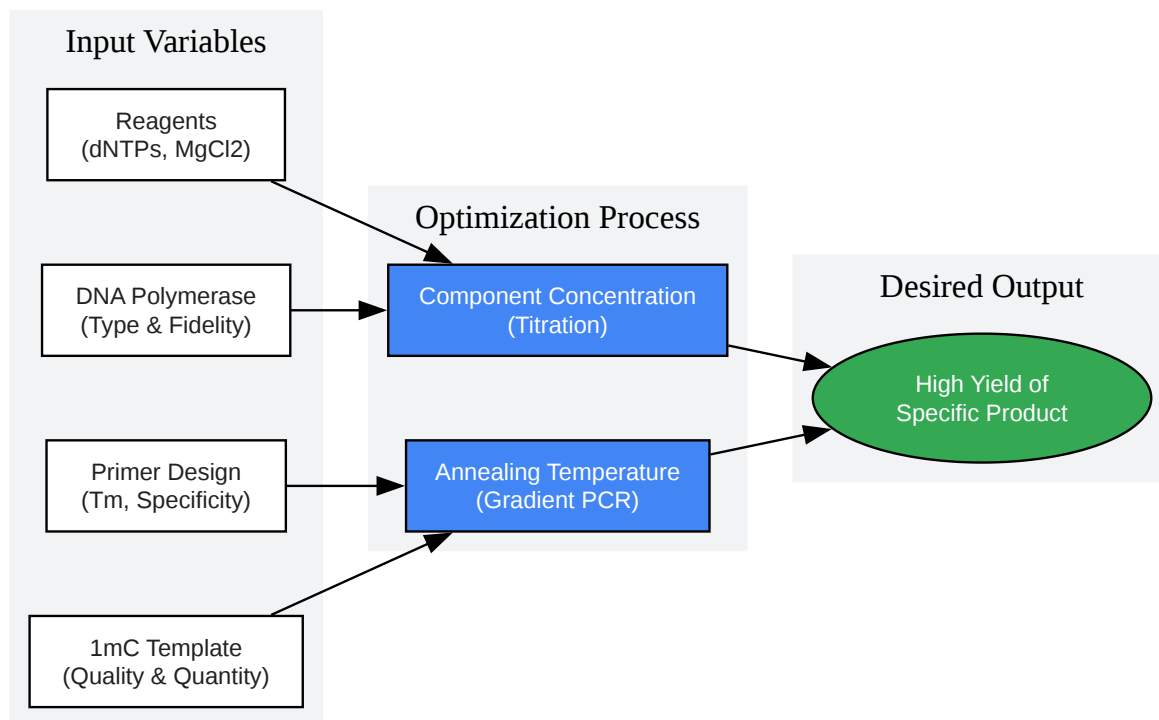 Input Variables
Reagents
(dNTPs, MgCl2)
DNA Polymerase
(Type & Fidelity)
Primer Design
(Tm, Specificity)
1mC Template
(Quality & Quantity)
Optimization Process
Component Concentration
(Titration)
Annealing Temperature
(Gradient PCR)
Desired Output
High Yield of
Specific Product